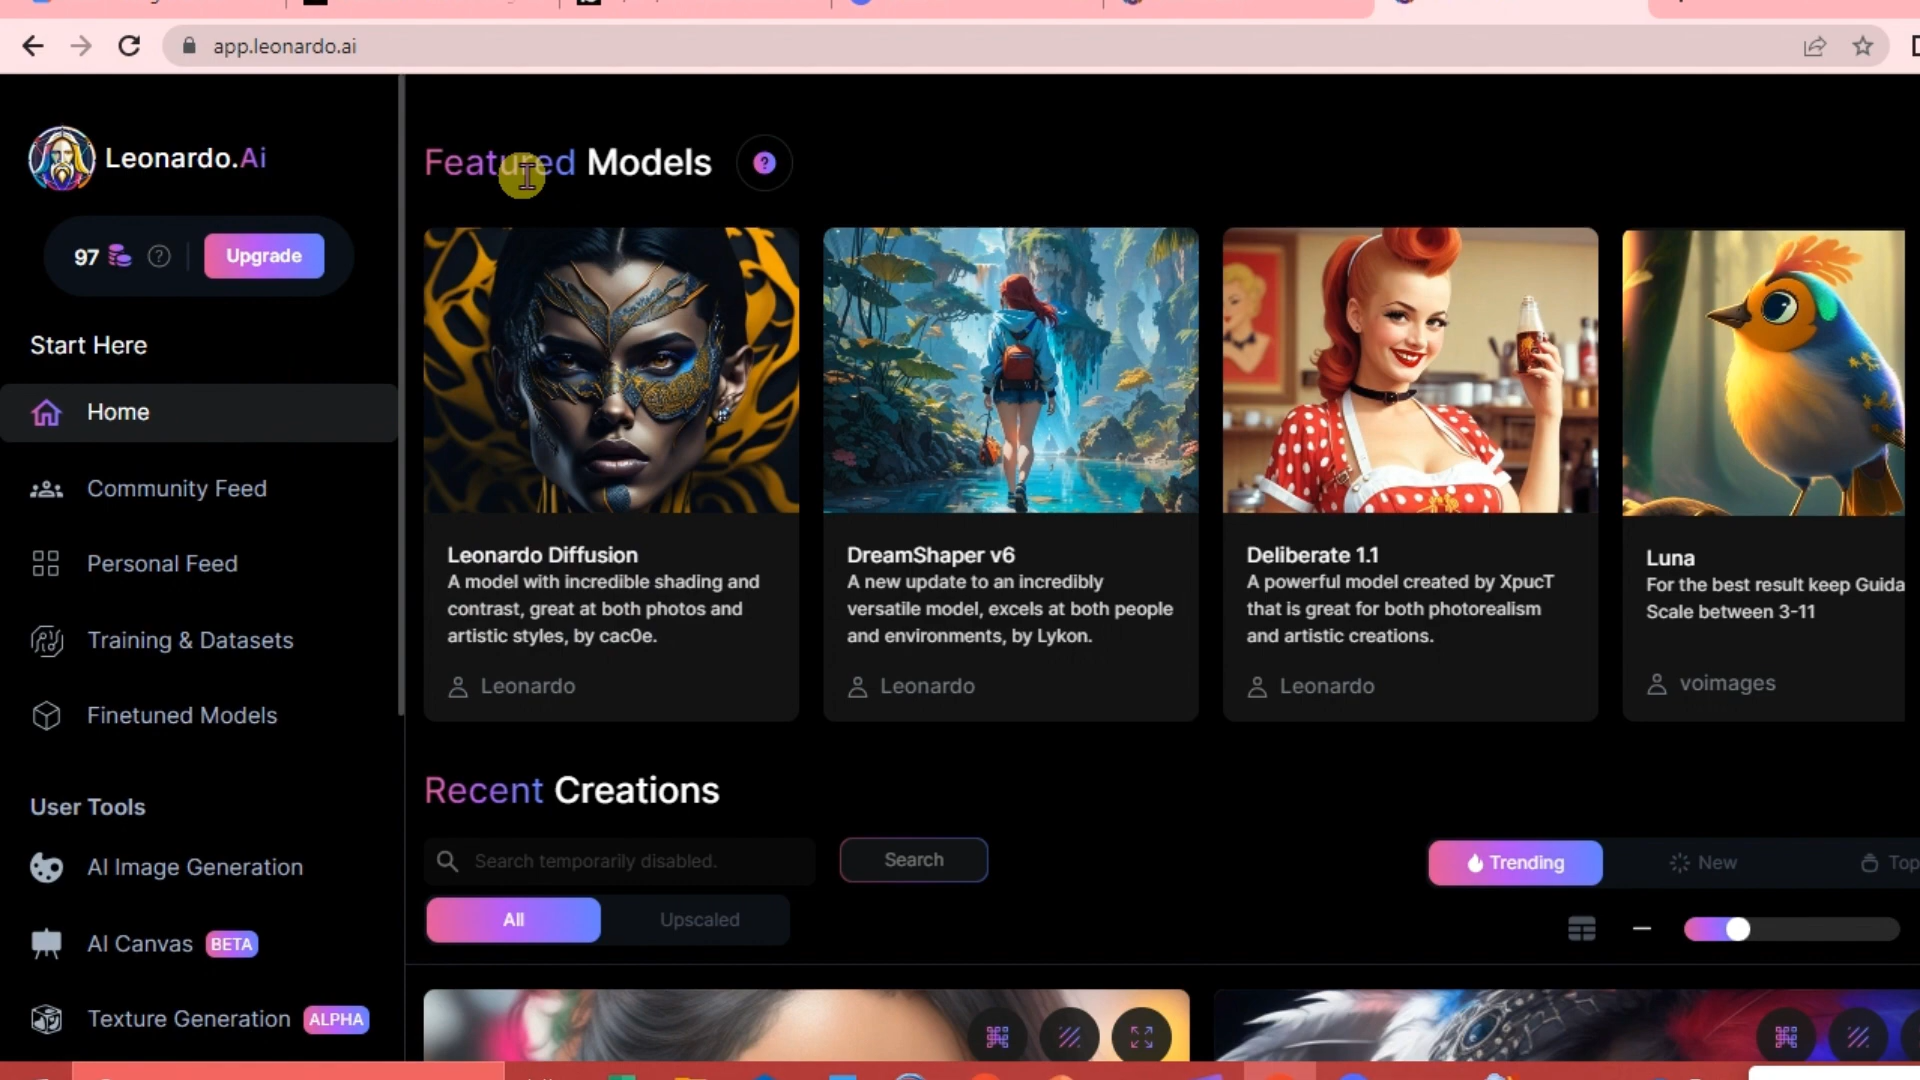 app.leonardo.ai
Leonardo.Ai
97 Upgrade
Start Here
Home
Community Feed
Personal Feed
Training & Datasets
Finetuned Models
User Tools
AI Image Generation
AI Canvas BETA
Texture Generation ALPHA
Featured Models ?
Leonardo Diffusion
A model with incredible shading and
contrast, great at both photos and
artistic styles, by cac0e.
Leonardo
DreamShaper v6
A new update to an incredibly
versatile model, excels at both people
and environments, by Lykon.
Leonardo
Deliberate 1.1
A powerful model created by XpucT
that is great for both photorealism
and artistic creations.
Leonardo
Luna
For the best result keep Guida
Scale between 3-11
voimages
Recent Creations
Search temporarily disabled.
Search
Trending
New
Top
All
Upscaled